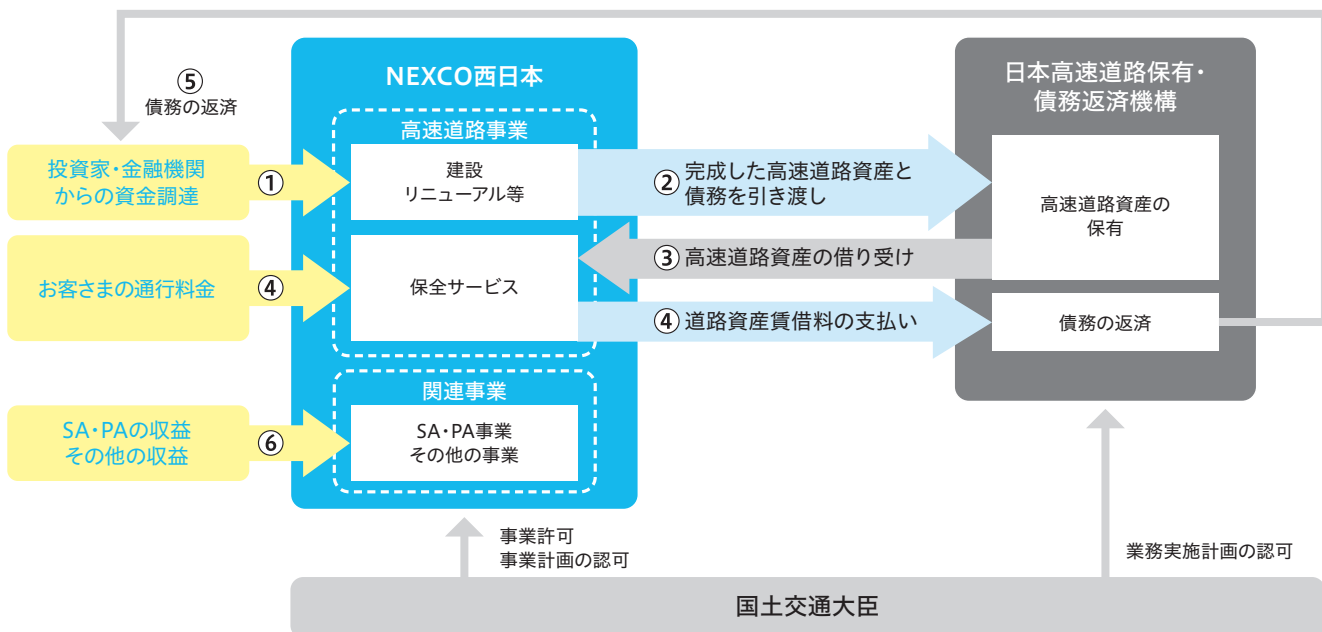 ⑤
債務の返済
投資家・金融機関
からの資金調達
①
お客さまの通行料金
④
SA・PAの収益
その他の収益
⑥
NEXCO西日本
高速道路事業
建設
リニューアル等
保全サービス
関連事業
SA・PA事業
その他の事業
② 完成した高速道路資産と
債務を引き渡し
③ 高速道路資産の借り受け
④ 道路資産賃借料の支払い
日本高速道路保有・
債務返済機構
高速道路資産の
保有
債務の返済
事業許可
事業計画の認可
業務実施計画の認可
国土交通大臣